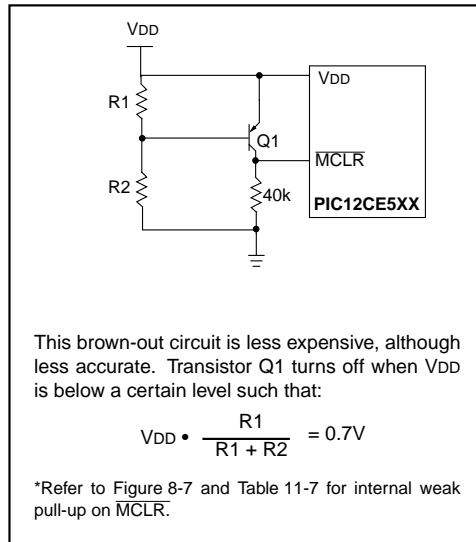 VDD
VDD
R1
Q1
MCLR
R2
40k
PIC12CE5XX
This brown-out circuit is less expensive, although
less accurate. Transistor Q1 turns off when VDD
is below a certain level such that:
VDD • R1 / R1 + R2 = 0.7V
*Refer to Figure 8-7 and Table 11-7 for internal weak
pull-up on MCLR.